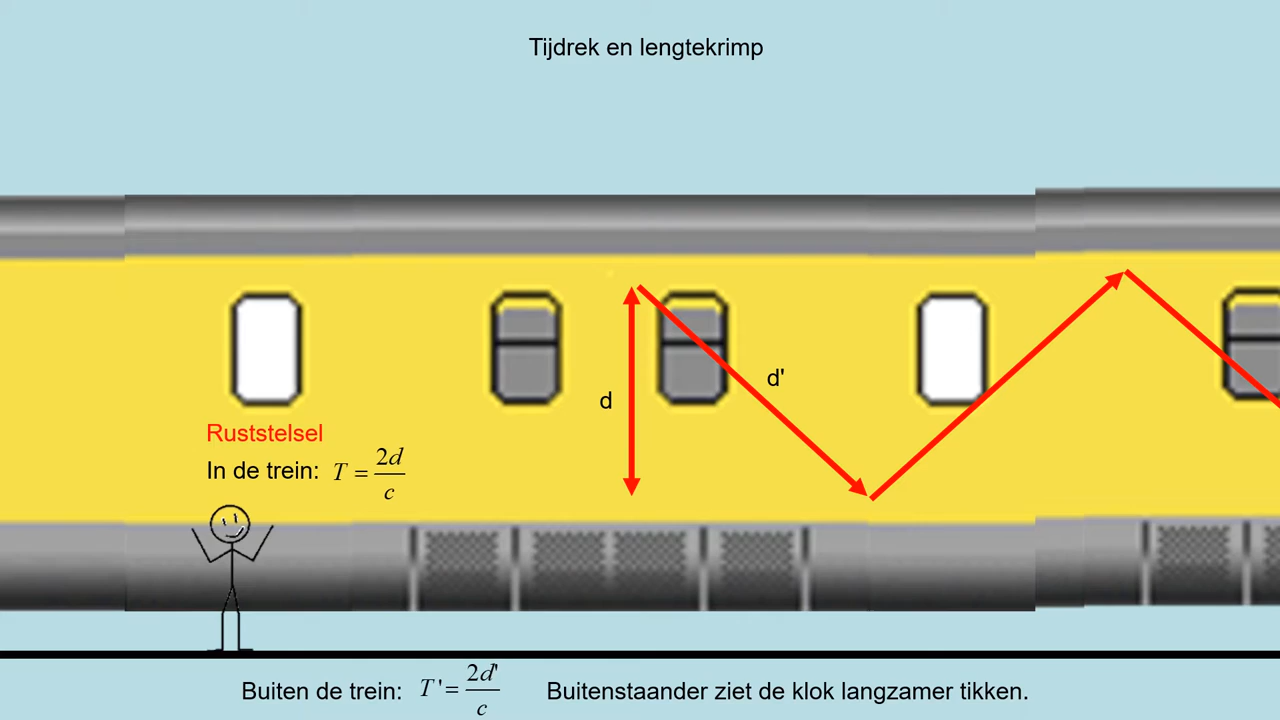 Tijdrek en lengtekrimp
d
d'
Ruststelsel
In de trein: T = 2d/c
Buiten de trein: T' = 2d'/c
Buitenstaander ziet de klok langzamer tikken.